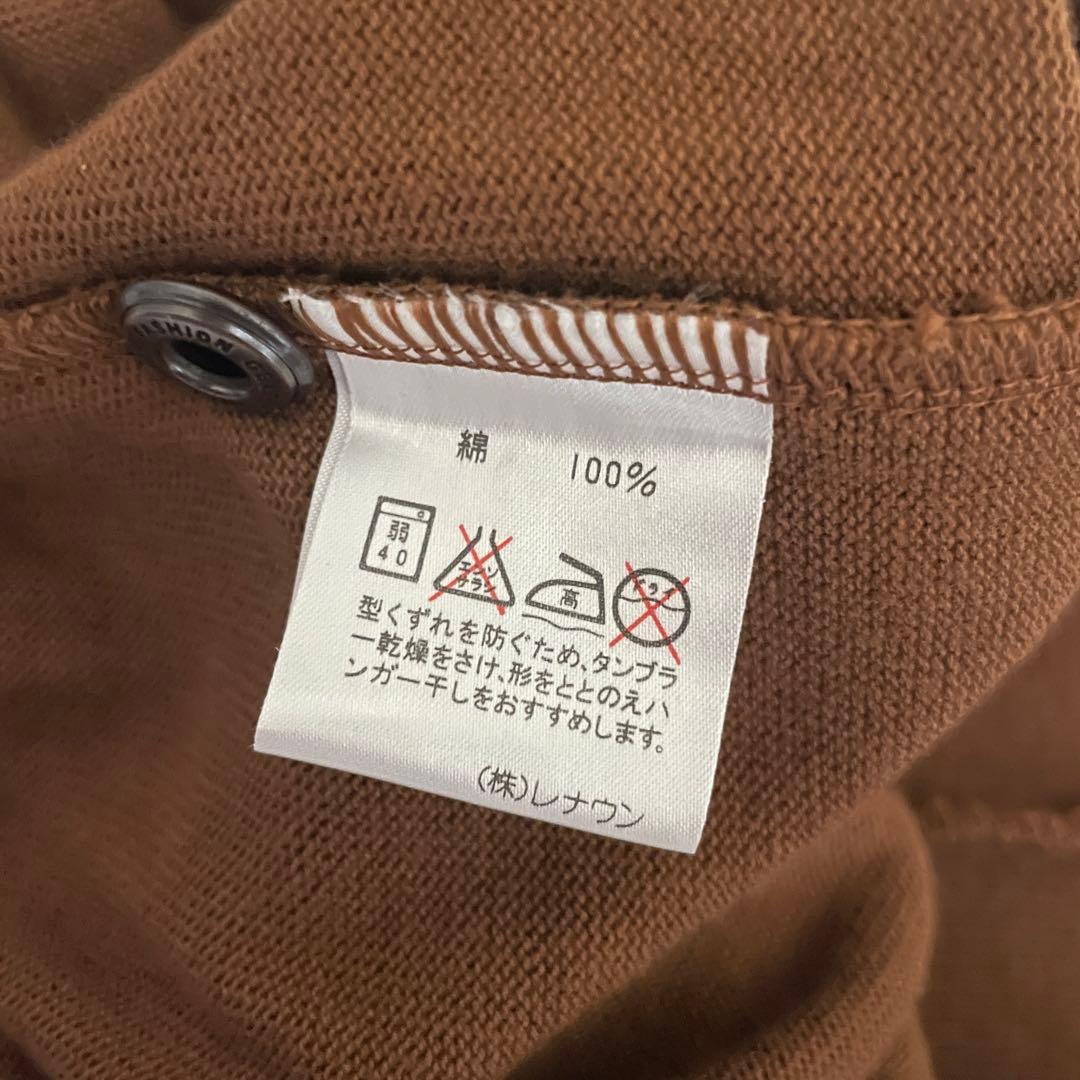 FASHION
綿 100%
弱
40
エンソ
サラシ
高
ドライ
型くずれを防ぐため、タンブラ
ー乾燥をさけ、形をととのえハ
ンガー干しをおすすめします。
(株)レナウン